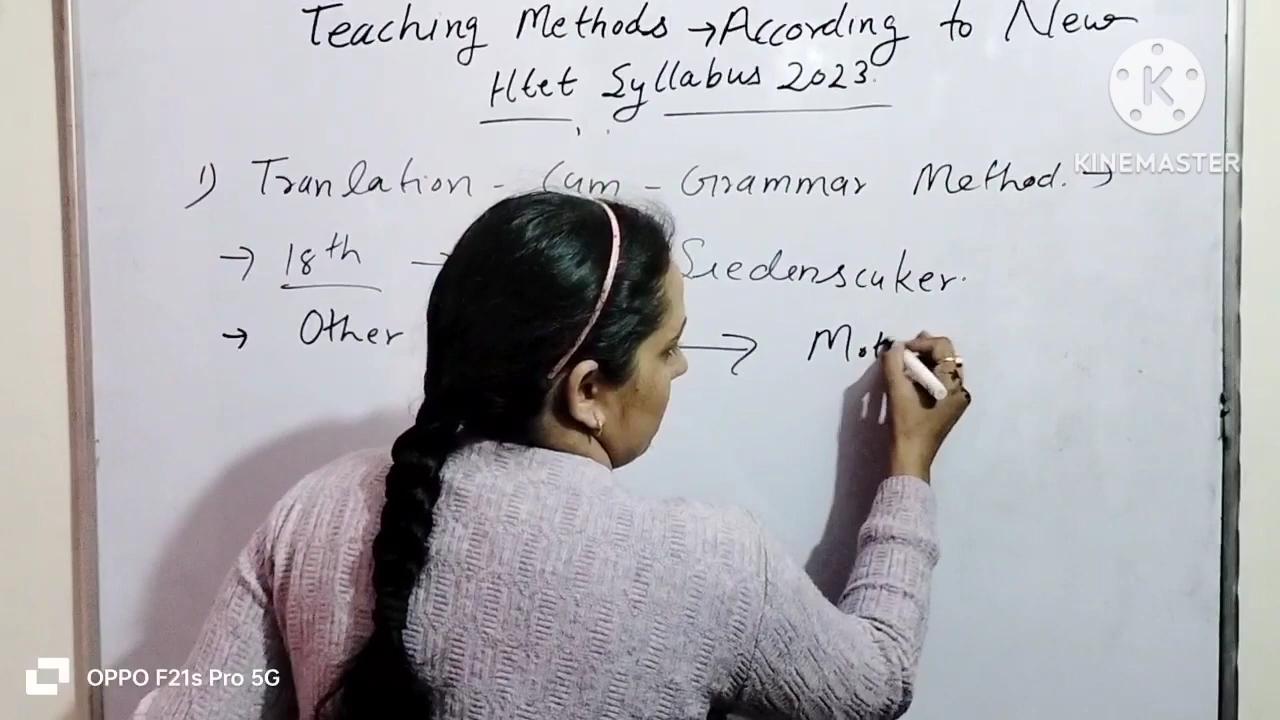 Teaching Methods → According to New
Htet Syllabus 2023.
1) Tranlation - Cum - Grammar Method. →
→ 18th → Siedenscuker.
→ Other → Mot
K
KINEMASTER
OPPO F21s Pro 5G